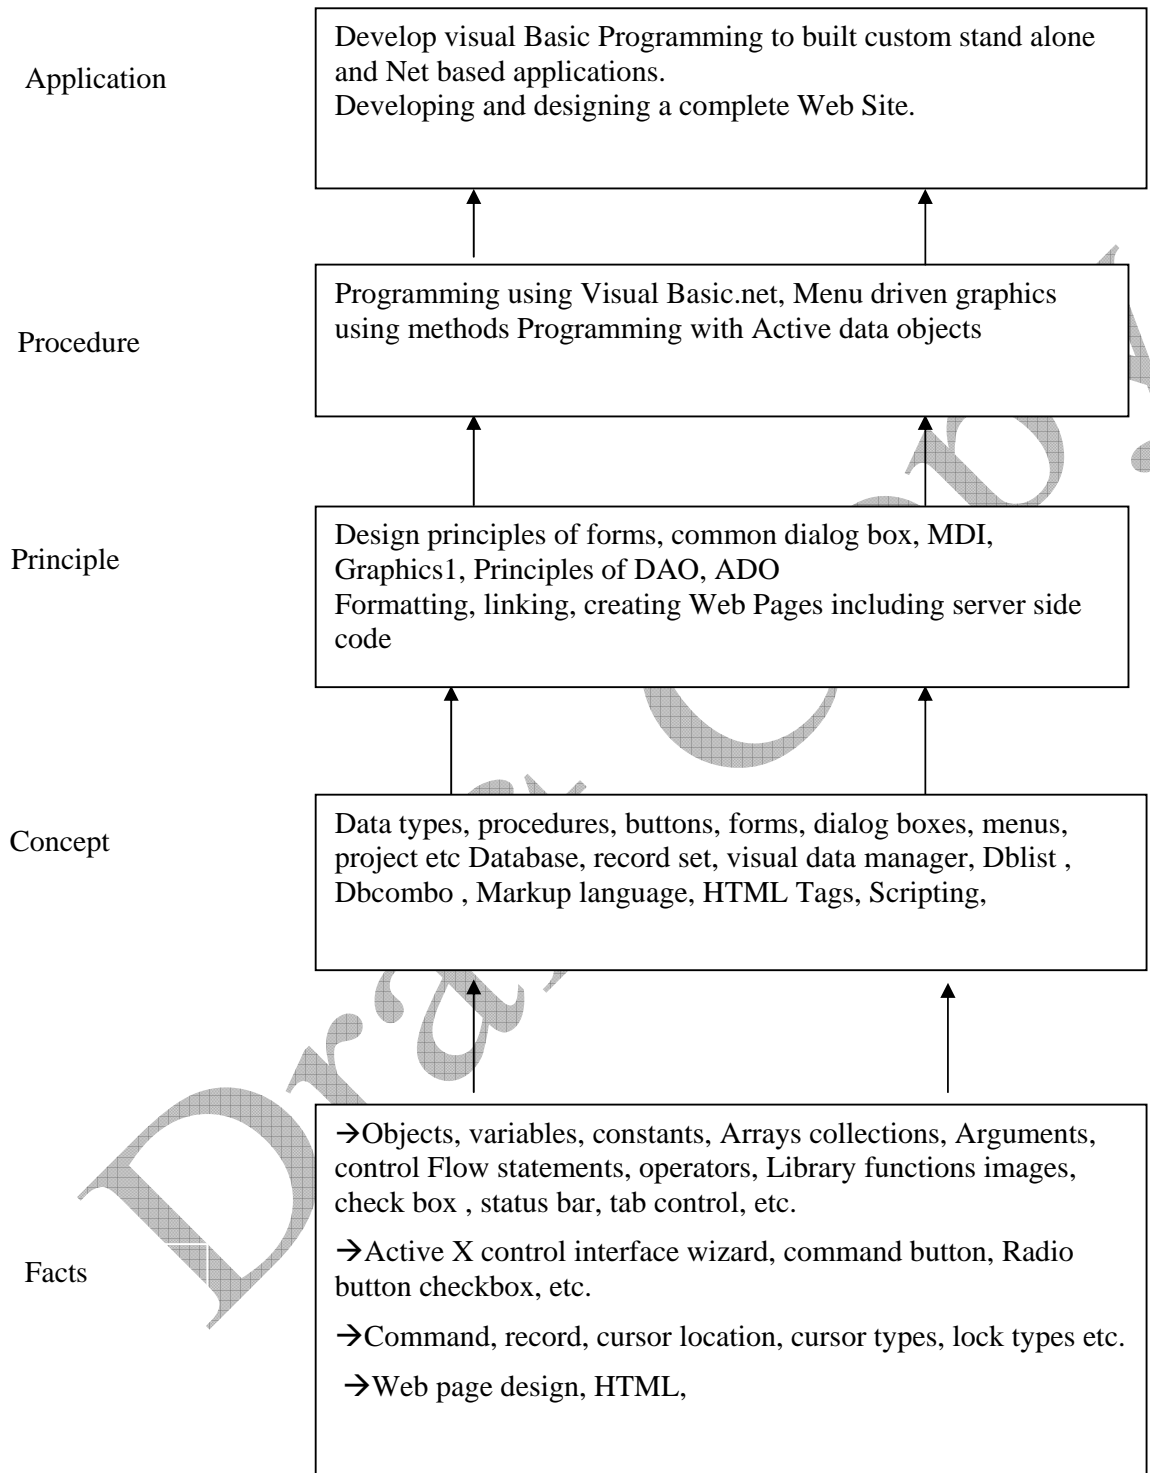 Application
Develop visual Basic Programming to built custom stand alone
and Net based applications.
Developing and designing a complete Web Site.
Procedure
Programming using Visual Basic.net, Menu driven graphics
using methods Programming with Active data objects
Principle
Design principles of forms, common dialog box, MDI,
Graphics1, Principles of DAO, ADO
Formatting, linking, creating Web Pages including server side
code
Concept
Data types, procedures, buttons, forms, dialog boxes, menus,
project etc Database, record set, visual data manager, Dblist ,
Dbcombo , Markup language, HTML Tags, Scripting,
Facts
→Objects, variables, constants, Arrays collections, Arguments,
control Flow statements, operators, Library functions images,
check box , status bar, tab control, etc.
→Active X control interface wizard, command button, Radio
button checkbox, etc.
→Command, record, cursor location, cursor types, lock types etc.
→Web page design, HTML,
Draft Copy